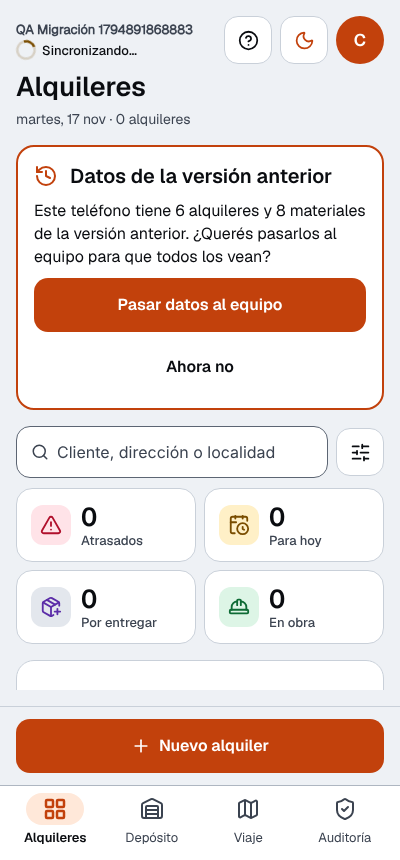 QA Migración 1794891868883
Sincronizando...
C
Alquileres
martes, 17 nov · 0 alquileres
Datos de la versión anterior
Este teléfono tiene 6 alquileres y 8 materiales
de la versión anterior. ¿Querés pasarlos al
equipo para que todos los vean?
Pasar datos al equipo
Ahora no
Cliente, dirección o localidad
0
Atrasados
0
Para hoy
0
Por entregar
0
En obra
Nuevo alquiler
Alquileres
Depósito
Viaje
Auditoría